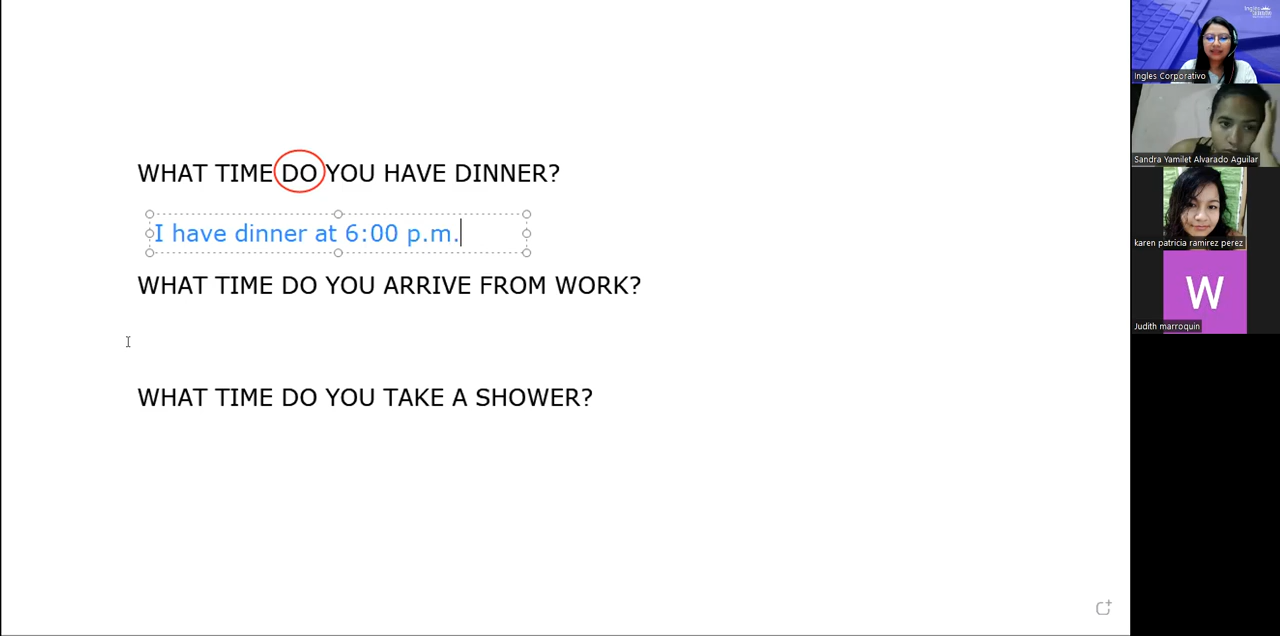 WHAT TIME DO YOU HAVE DINNER?
I have dinner at 6:00 p.m.
WHAT TIME DO YOU ARRIVE FROM WORK?
WHAT TIME DO YOU TAKE A SHOWER?
Ingles Corporativo
Sandra Yamilet Alvarado Aguilar
karen patricia ramirez perez
W
Judith marroquin